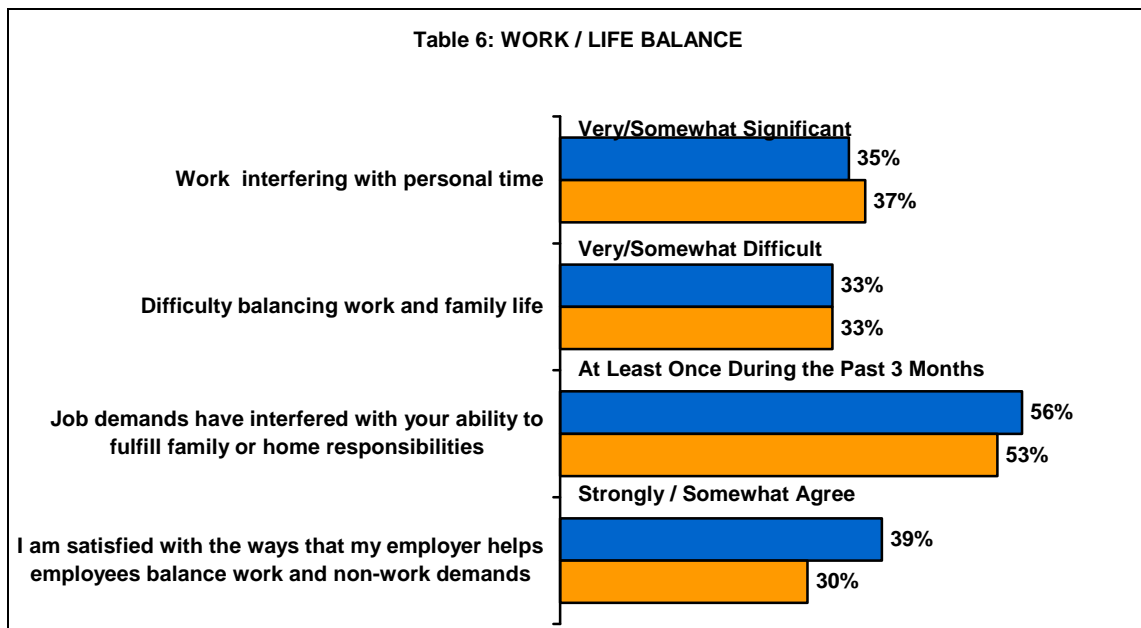 Table 6: WORK / LIFE BALANCE
Very/Somewhat Significant
Work interfering with personal time
35%
37%
Very/Somewhat Difficult
Difficulty balancing work and family life
33%
33%
At Least Once During the Past 3 Months
Job demands have interfered with your ability to
fulfill family or home responsibilities
56%
53%
Strongly / Somewhat Agree
I am satisfied with the ways that my employer helps
employees balance work and non-work demands
39%
30%